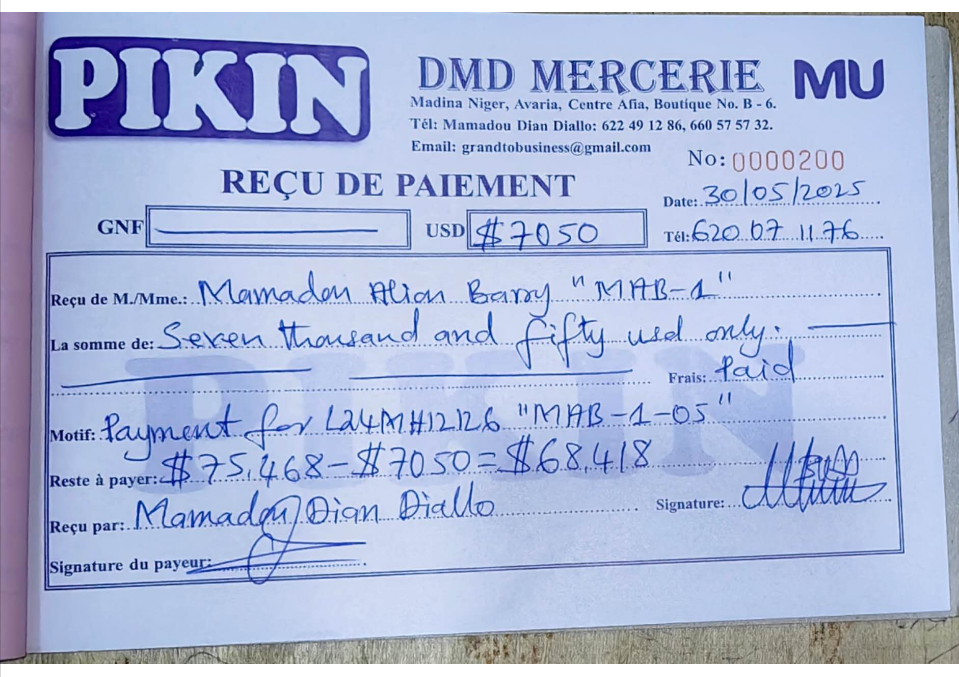 PIKIN
DMD MERCERIE MU
Madina Niger, Avaria, Centre Afia, Boutique No. B - 6.
Tél: Mamadou Dian Diallo: 622 49 12 86, 660 57 57 32.
Email: grandtobusiness@gmail.com
No: 0000200
REÇU DE PAIEMENT
Date: 30/05/2025
GNF USD $7050
Tél: 620 07 11 76
Reçu de M./Mme.: Mamadou Alion Barry "MAB-1"
La somme de: Seven thousand and fifty usd only.
Frais: Paid
Motif: Payment for L24MH12126 "MAB-1-05"
Reste à payer: $75,468-$7050=$68,418
Reçu par: Mamadou Dian Diallo Signature:
Signature du payeur:
PIKIN